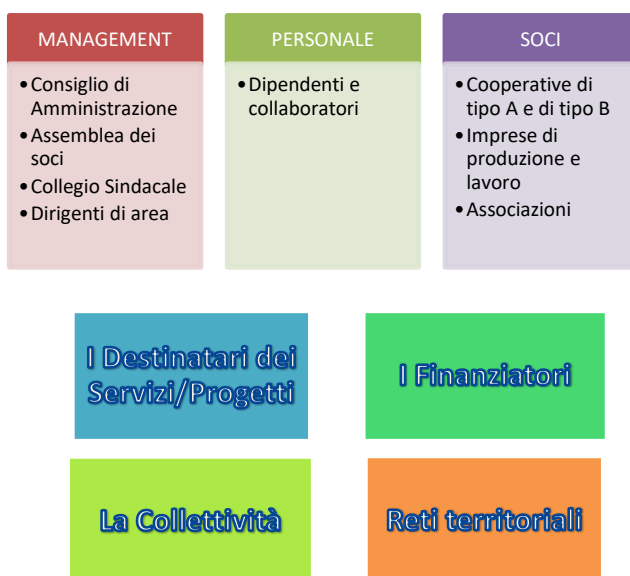 MANAGEMENT
•Consiglio di
Amministrazione
•Assemblea dei
soci
•Collegio Sindacale
•Dirigenti di area
PERSONALE
•Dipendenti e
collaboratori
SOCI
•Cooperative di
tipo A e di tipo B
•Imprese di
produzione e
lavoro
•Associazioni
I Destinatari dei
Servizi/Progetti
I Finanziatori
La Collettività
Reti territoriali